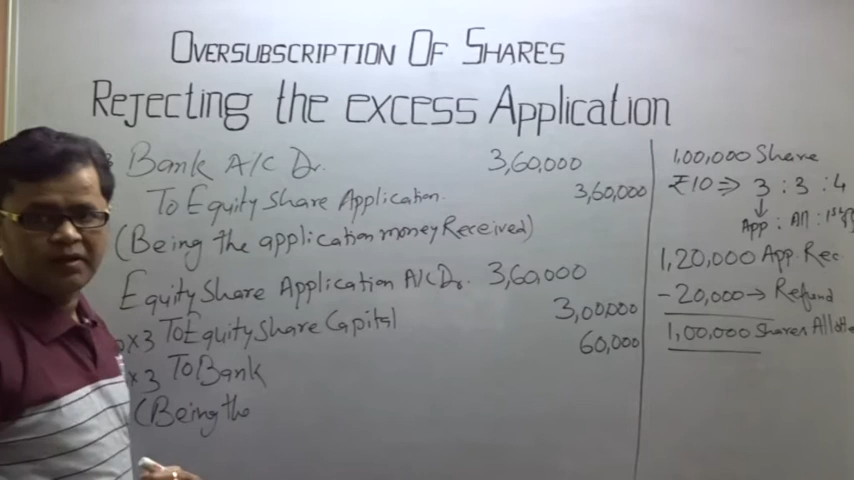 OVERSUBSCRIPTION OF SHARES
REJECTING the excess Application
Bank A/C Dr. 3,60,000
To Equity Share Application. 3,60,000
(Being the application money Received)
Equity Share Application A/C Dr. 3,60,000
x3 To Equity Share Capital 3,00,000
x3 To Bank 60,000
(Being the
1,00,000 Share
₹10 ⇒ 3 : 3 : 4
App : All : 1st
1,20,000 App. Rec
- 20,000 → Refund
1,00,000 Shares Allotte